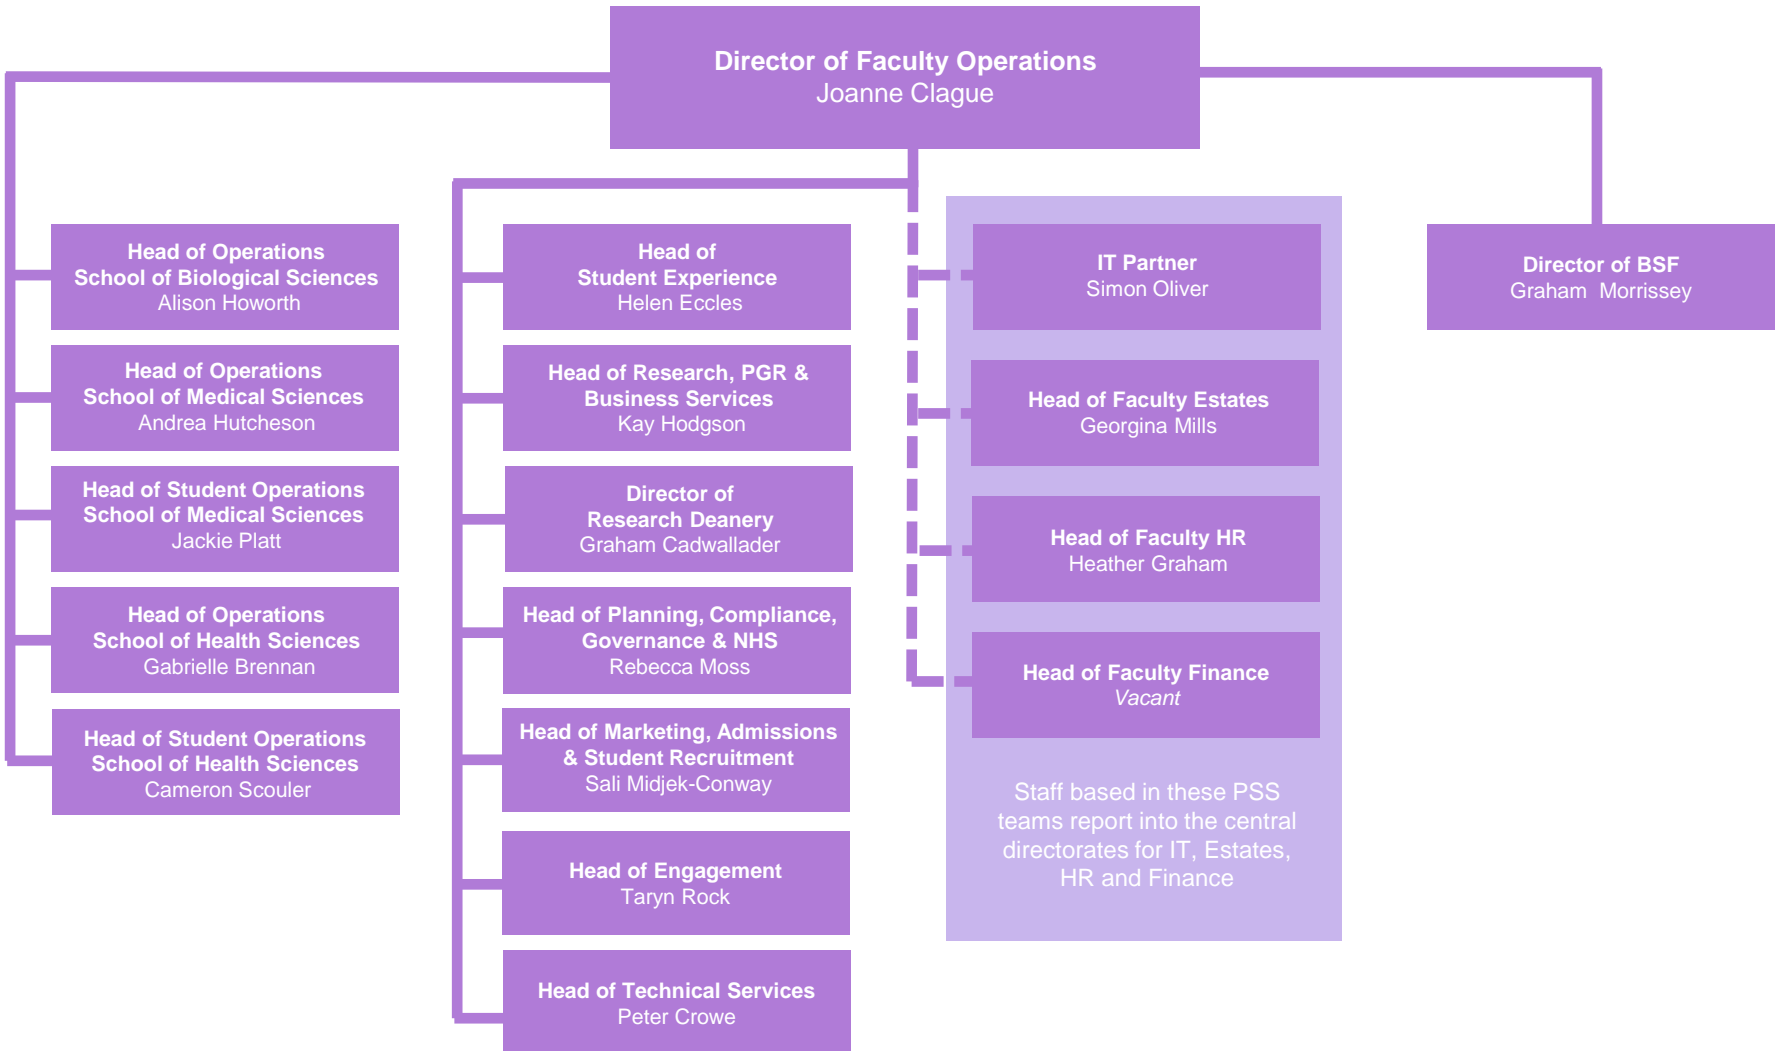 Director of Faculty Operations
Joanne Clague
Head of Operations
School of Biological Sciences
Alison Howorth
Head of Operations
School of Medical Sciences
Andrea Hutcheson
Head of Student Operations
School of Medical Sciences
Jackie Platt
Head of Operations
School of Health Sciences
Gabrielle Brennan
Head of Student Operations
School of Health Sciences
Cameron Scouler
Head of
Student Experience
Helen Eccles
Head of Research, PGR &
Business Services
Kay Hodgson
Director of
Research Deanery
Graham Cadwallader
Head of Planning, Compliance,
Governance & NHS
Rebecca Moss
Head of Marketing, Admissions
& Student Recruitment
Sali Midjek-Conway
Head of Engagement
Taryn Rock
Head of Technical Services
Peter Crowe
IT Partner
Simon Oliver
Head of Faculty Estates
Georgina Mills
Head of Faculty HR
Heather Graham
Head of Faculty Finance
Vacant
Staff based in these PSS
teams report into the central
directorates for IT, Estates,
HR and Finance
Director of BSF
Graham  Morrissey